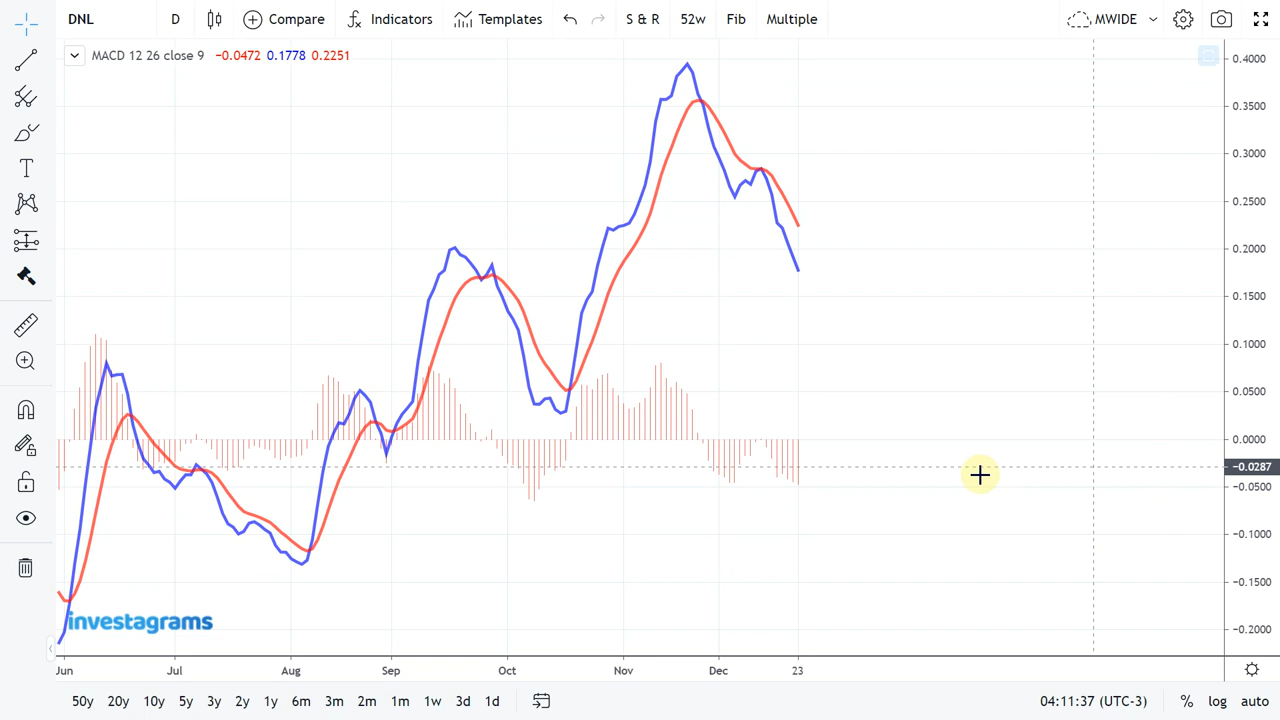 DNL D Compare Indicators Templates S & R 52w Fib Multiple MWIDE
MACD 12 26 close 9 −0.0472 0.1778 0.2251
0.4000
0.3500
0.3000
0.2500
0.2000
0.1500
0.1000
0.0500
0.0000
−0.0287
−0.0500
−0.1000
−0.1500
−0.2000
investagrams
Jun Jul Aug Sep Oct Nov Dec 23
50y 20y 10y 5y 3y 2y 1y 6m 3m 2m 1m 1w 3d 1d 04:11:37 (UTC-3) % log auto